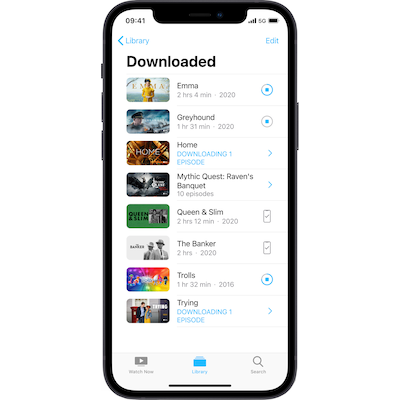 09:41
5G
Library
Edit
Downloaded
EMMA
Emma
2 hrs 4 min · 2020
Greyhound
1 hr 31 min · 2020
HOME
Home
DOWNLOADING 1
EPISODE
Mythic Quest: Raven's
Banquet
10 episodes
QUEEN
& SLIM
Queen & Slim
2 hrs 12 min · 2020
BANKER
The Banker
2 hrs · 2020
Trolls
1 hr 32 min · 2016
TRYING
Trying
DOWNLOADING 1
EPISODE
Watch Now
Library
Search